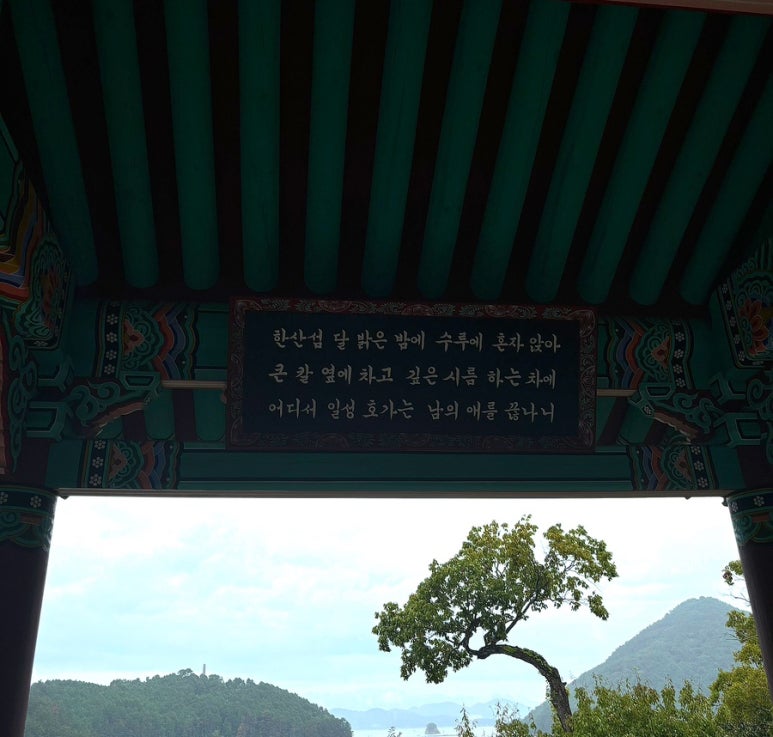 한산섬 달 밝은 밤에 수루에 혼자 앉아
큰 칼 옆에 차고 깊은 시름 하는 차에
어디서 일성 호가는 남의 애를 끊나니